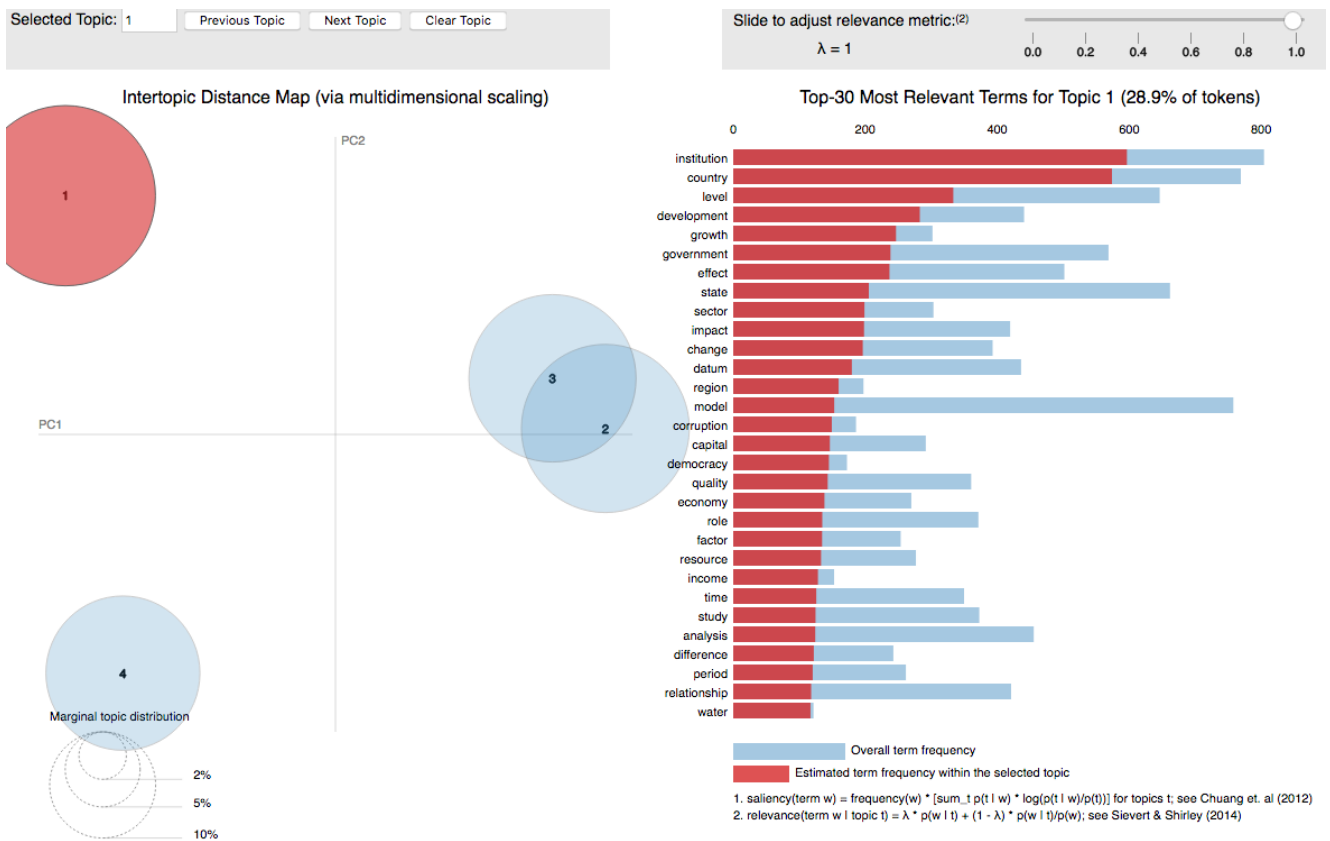 Selected Topic: 1 Previous Topic Next Topic Clear Topic
Slide to adjust relevance metric:(2)
λ = 1
0.0 0.2 0.4 0.6 0.8 1.0
Intertopic Distance Map (via multidimensional scaling)
PC2
PC1
1
3
2
4
Marginal topic distribution
2%
5%
10%
Top-30 Most Relevant Terms for Topic 1 (28.9% of tokens)
0 200 400 600 800
institution
country
level
development
growth
government
effect
state
sector
impact
change
datum
region
model
corruption
capital
democracy
quality
economy
role
factor
resource
income
time
study
analysis
difference
period
relationship
water
Overall term frequency
Estimated term frequency within the selected topic
1. saliency(term w) = frequency(w) * [sum_t p(t | w) * log(p(t | w)/p(t))] for topics t; see Chuang et. al (2012)
2. relevance(term w | topic t) = λ * p(w | t) + (1 - λ) * p(w | t)/p(w); see Sievert & Shirley (2014)